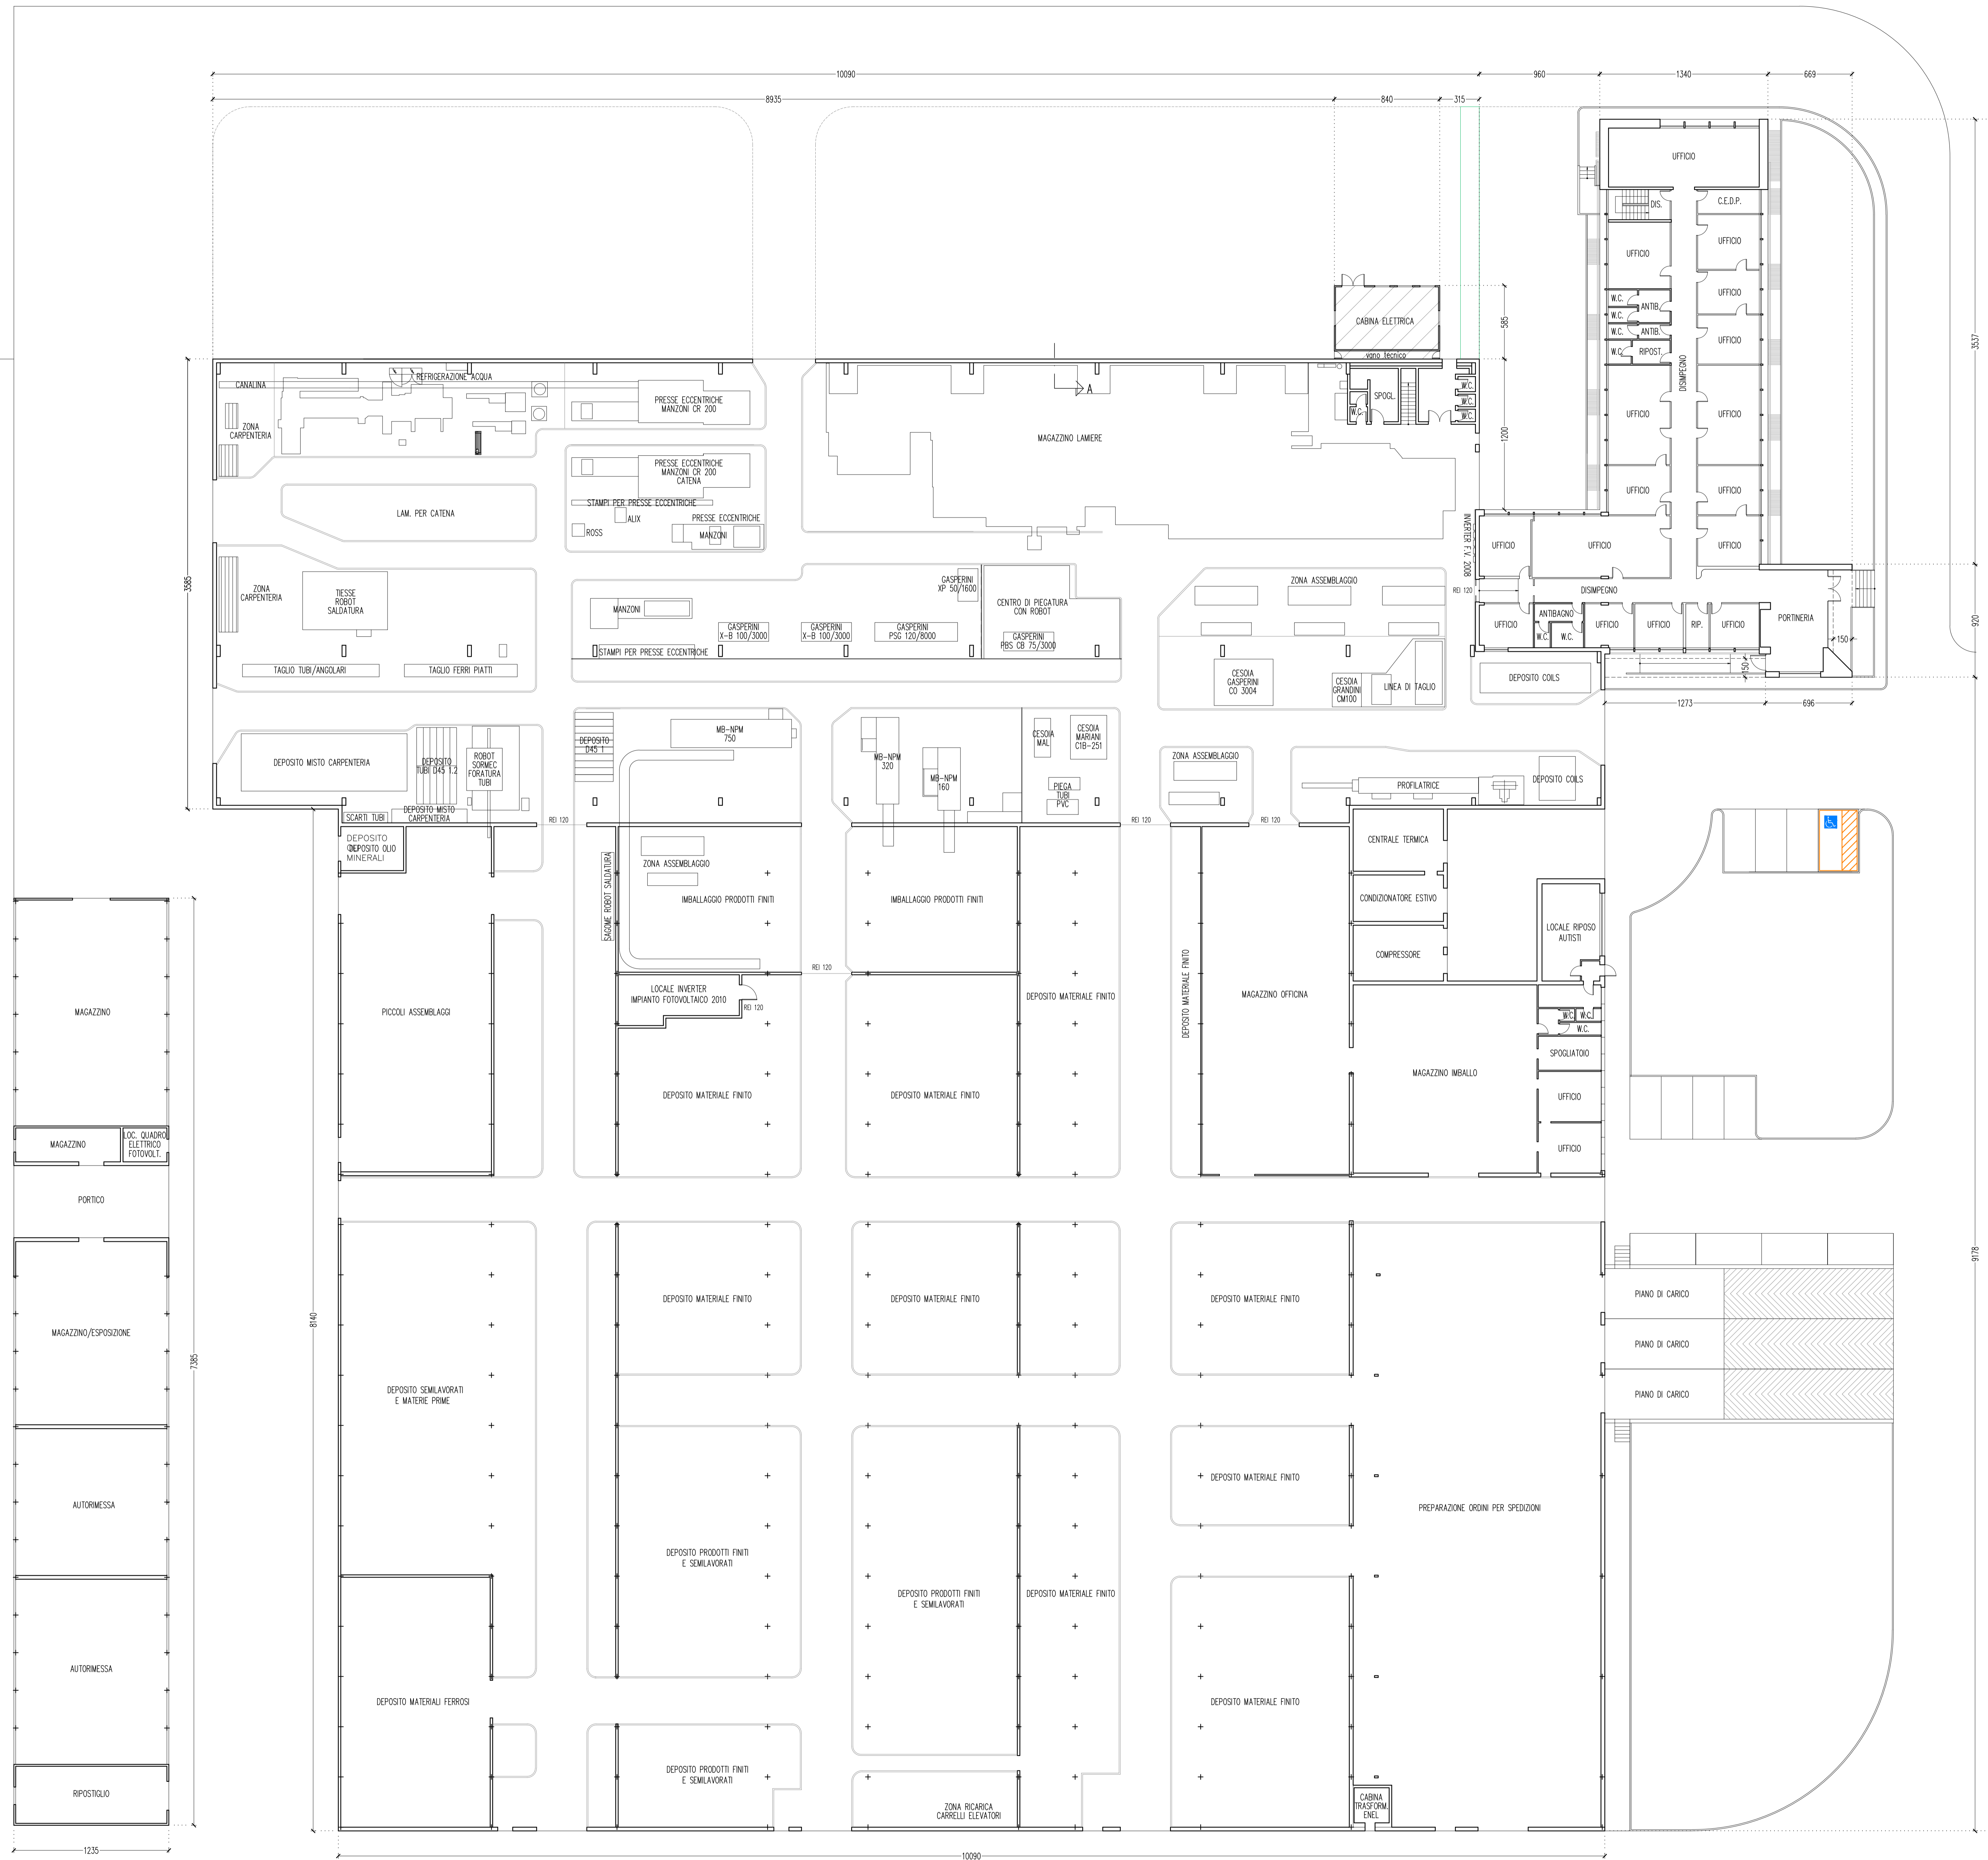 10090
960
1340
669
8935
840
315
UFFICIO
DIS.
C.E.D.P.
UFFICIO
UFFICIO
UFFICIO
W.C.
ANTIB.
W.C.
W.C.
ANTIB.
UFFICIO
W.C.
RIPOST.
DISIMPEGNO
3537
585
CABINA ELETTRICA
vano tecnico
CANALINA
REFRIGERAZIONE ACQUA
PRESSE ECCENTRICHE
MANZONI CR 200
A
SPOGL.
W.C.
W.C.
W.C.
W.C.
ZONA
CARPENTERIA
MAGAZZINO LAMIERE
1200
UFFICIO
UFFICIO
PRESSE ECCENTRICHE
MANZONI CR 200
CATENA
STAMPI PER PRESSE ECCENTRICHE
ALIX
PRESSE ECCENTRICHE
ROSS
MANZONI
LAM. PER CATENA
UFFICIO
UFFICIO
INVERTER F.V. 2008
UFFICIO
UFFICIO
UFFICIO
3585
ZONA
CARPENTERIA
TIESSE
ROBOT
SALDATURA
MANZONI
GASPERINI
XP 50/1600
CENTRO DI PIEGATURA
CON ROBOT
ZONA ASSEMBLAGGIO
REI 120
DISIMPEGNO
920
GASPERINI
X-B 100/3000
GASPERINI
X-B 100/3000
GASPERINI
PSG 120/8000
GASPERINI
PBS CB 75/3000
UFFICIO
ANTIBAGNO
W.C.
W.C.
UFFICIO
UFFICIO
RIP.
UFFICIO
PORTINERIA
150
150
STAMPI PER PRESSE ECCENTRICHE
TAGLIO TUBI/ANGOLARI
TAGLIO FERRI PIATTI
CESOIA
GASPERINI
CO 3004
CESOIA
GRANDINI
CM100
LINEA DI TAGLIO
DEPOSITO COILS
1273
696
DEPOSITO MISTO CARPENTERIA
DEPOSITO
TUBI D45 1.2
ROBOT
SORMEC
FORATURA
TUBI
DEPOSITO
D45 1
MB-NPM
750
MB-NPM
320
MB-NPM
160
CESOIA
MAL
CESOIA
MARIANI
C1B-251
PIEGA
TUBI
PVC
ZONA ASSEMBLAGGIO
PROFILATRICE
DEPOSITO COILS
SCARTI TUBI
DEPOSITO MISTO
CARPENTERIA
REI 120
REI 120
REI 120
DEPOSITO
DEPOSITO OLIO
MINERALI
SAGOME ROBOT SALDATURA
ZONA ASSEMBLAGGIO
IMBALLAGGIO PRODOTTI FINITI
IMBALLAGGIO PRODOTTI FINITI
CENTRALE TERMICA
CONDIZIONATORE ESTIVO
COMPRESSORE
LOCALE RIPOSO
AUTISTI
REI 120
LOCALE INVERTER
IMPIANTO FOTOVOLTAICO 2010
REI 120
DEPOSITO MATERIALE FINITO
DEPOSITO MATERIALE FINITO
MAGAZZINO OFFICINA
MAGAZZINO
PICCOLI ASSEMBLAGGI
W.C.
W.C.
W.C.
SPOGLIATOIO
MAGAZZINO IMBALLO
UFFICIO
UFFICIO
DEPOSITO MATERIALE FINITO
DEPOSITO MATERIALE FINITO
MAGAZZINO
LOC. QUADRO
ELETTRICO
FOTOVOLT.
PORTICO
9178
PIANO DI CARICO
PIANO DI CARICO
PIANO DI CARICO
MAGAZZINO/ESPOSIZIONE
7385
8140
DEPOSITO MATERIALE FINITO
DEPOSITO MATERIALE FINITO
DEPOSITO MATERIALE FINITO
DEPOSITO SEMILAVORATI
E MATERIE PRIME
DEPOSITO MATERIALE FINITO
AUTORIMESSA
PREPARAZIONE ORDINI PER SPEDIZIONI
DEPOSITO PRODOTTI FINITI
E SEMILAVORATI
DEPOSITO PRODOTTI FINITI
E SEMILAVORATI
DEPOSITO MATERIALE FINITO
AUTORIMESSA
DEPOSITO MATERIALI FERROSI
DEPOSITO MATERIALE FINITO
DEPOSITO PRODOTTI FINITI
E SEMILAVORATI
RIPOSTIGLIO
ZONA RICARICA
CARRELLI ELEVATORI
CABINA
TRASFORM.
ENEL
1235
10090